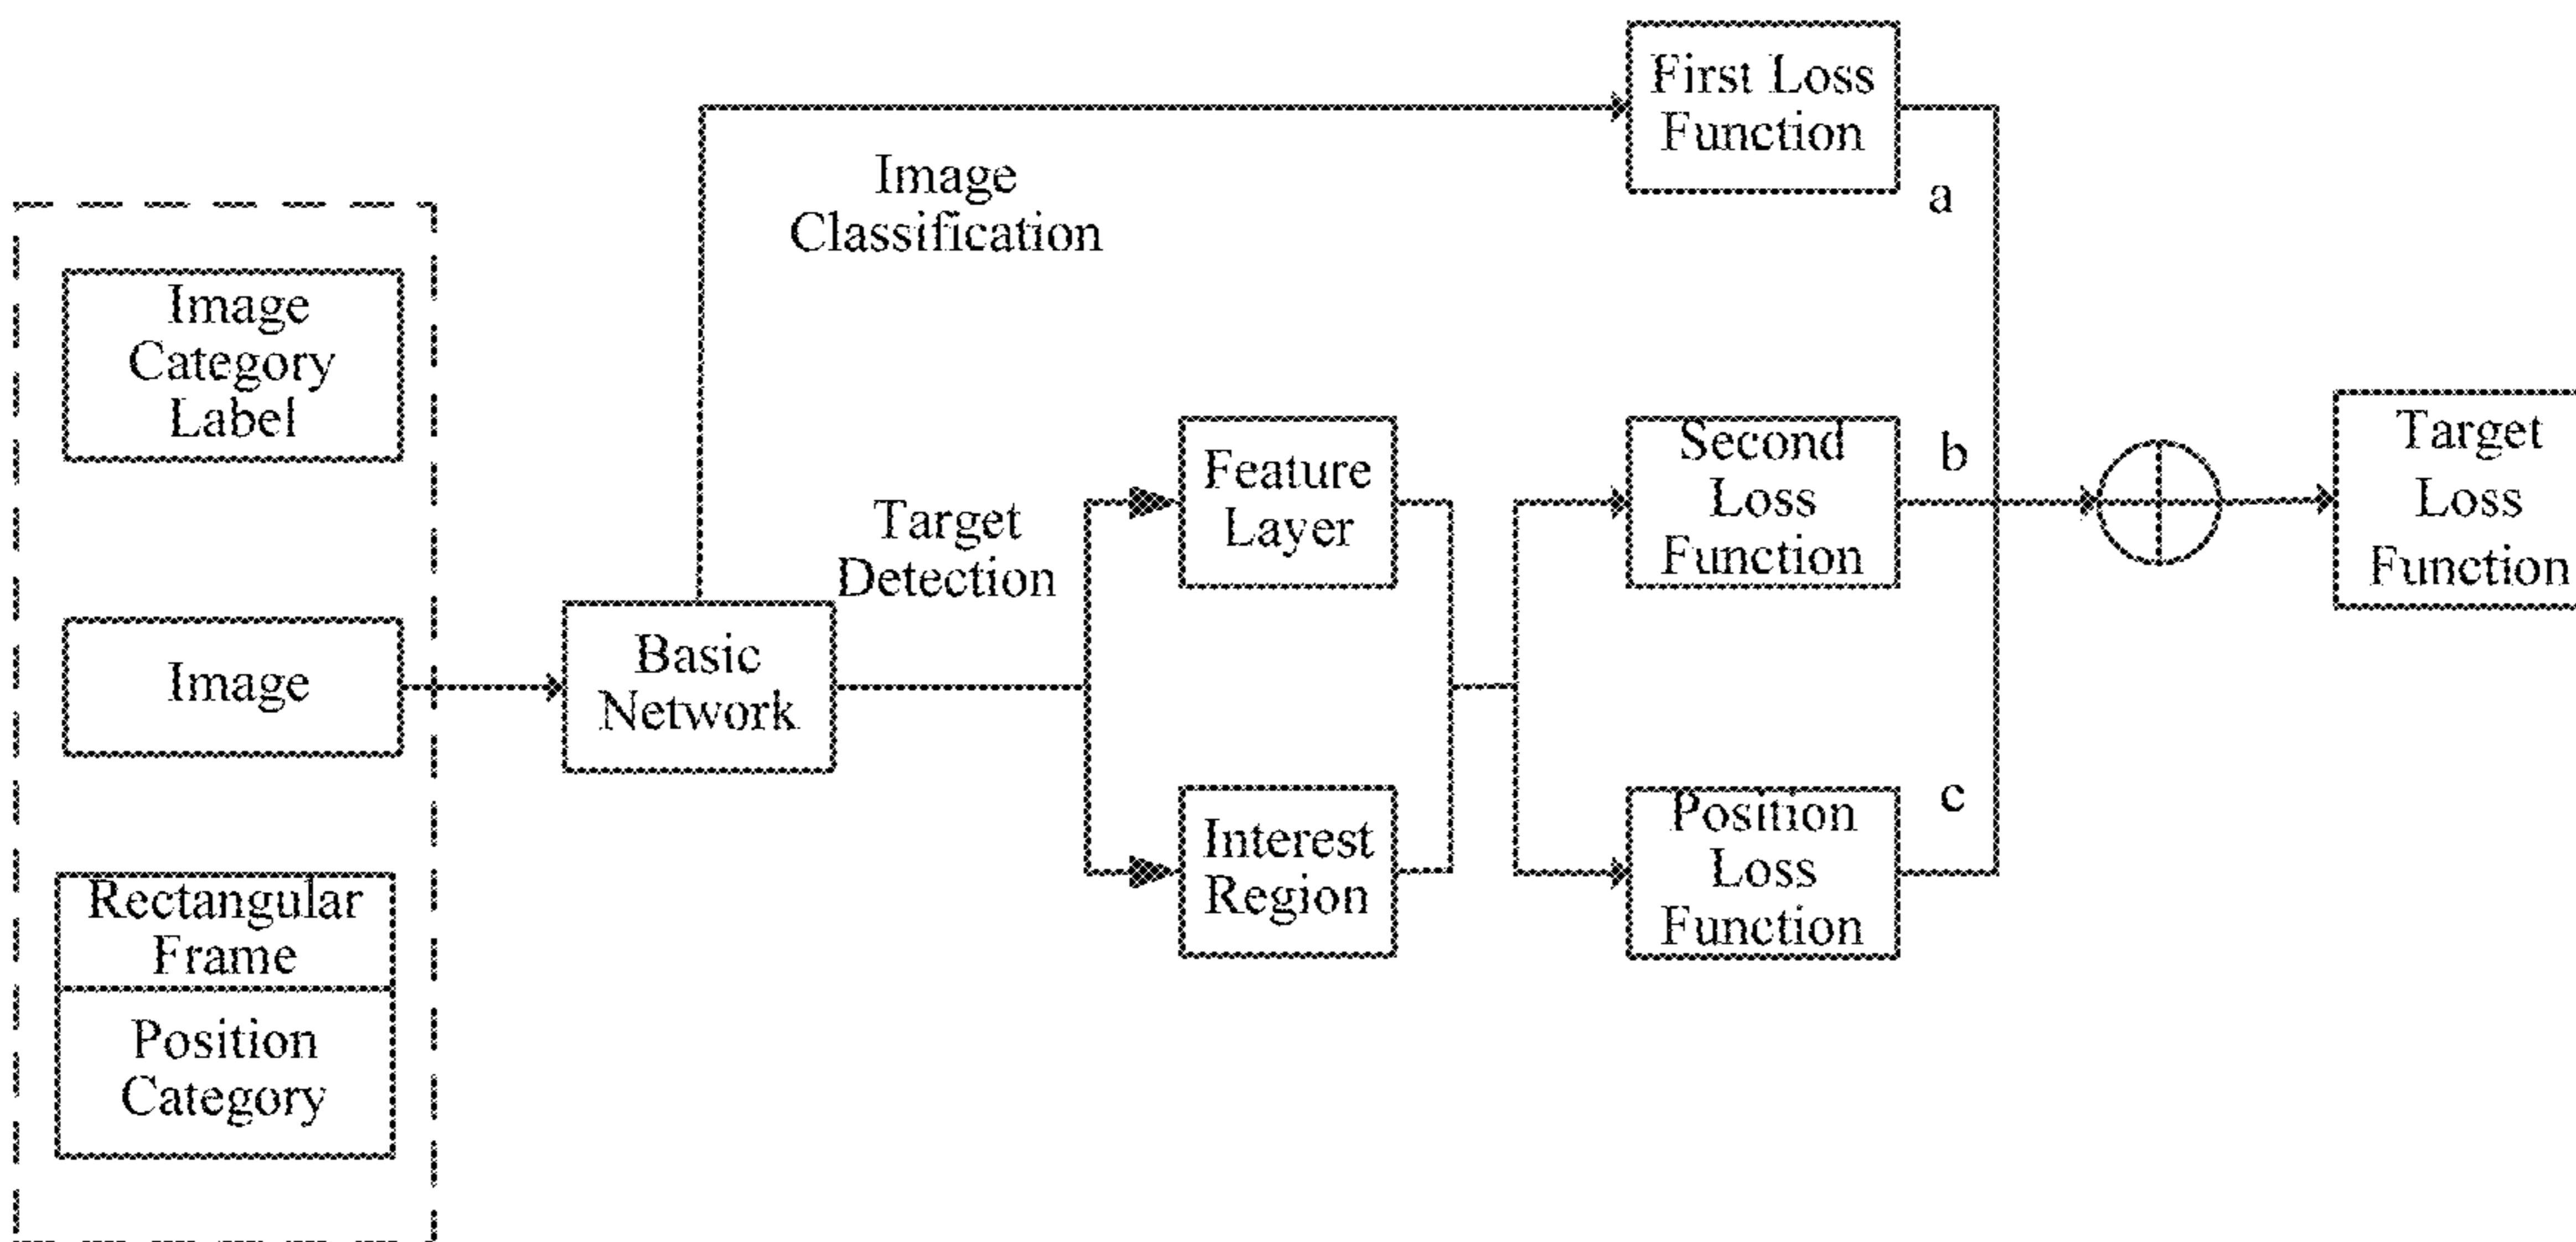 Image
Category
Label
Image
Rectangular
Frame
Position
Category
Basic
Network
Image
Classification
Target
Detection
Feature
Layer
Interest
Region
First Loss
Function
a
Second
Loss
Function
b
Position
Loss
Function
c
Target
Loss
Function